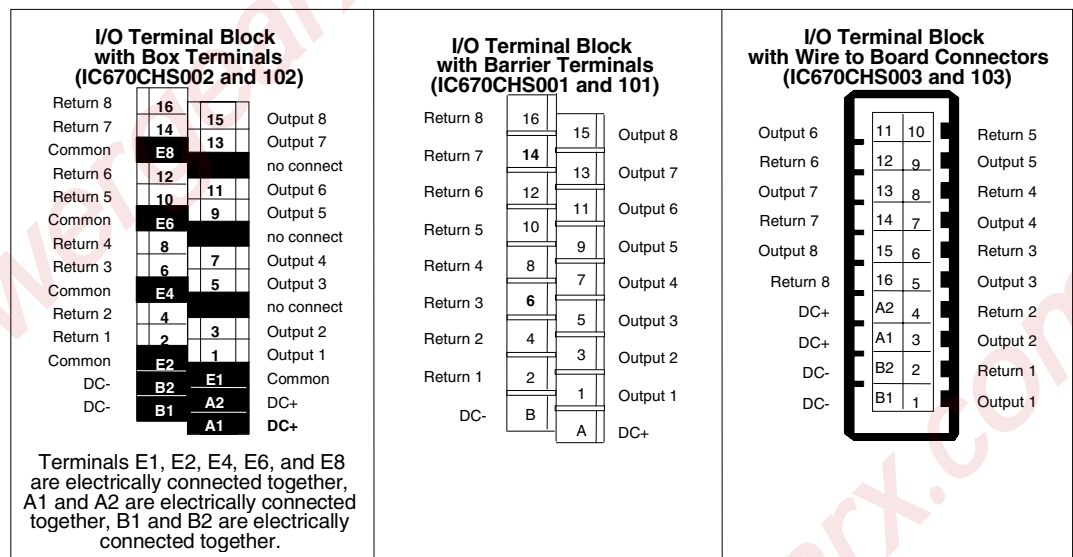 I/O Terminal Block
with Box Terminals
(IC670CHS002 and 102)
Return 8 16
15 Output 8
Return 7 14
13 Output 7
Common E8
no connect
Return 6 12
11 Output 6
Return 5 10
9 Output 5
Common E6
no connect
Return 4 8
7 Output 4
Return 3 6
5 Output 3
Common E4
no connect
Return 2 4
3 Output 2
Return 1 2
1 Output 1
Common E2
E1 Common
DC- B2
A2 DC+
DC- B1
A1 DC+
Terminals E1, E2, E4, E6, and E8
are electrically connected together,
A1 and A2 are electrically connected
together, B1 and B2 are electrically
connected together.
I/O Terminal Block
with Barrier Terminals
(IC670CHS001 and 101)
Return 8 16
15 Output 8
Return 7 14
13 Output 7
Return 6 12
11 Output 6
Return 5 10
9 Output 5
Return 4 8
7 Output 4
Return 3 6
5 Output 3
Return 2 4
3 Output 2
Return 1 2
1 Output 1
DC- B
A DC+
I/O Terminal Block
with Wire to Board Connectors
(IC670CHS003 and 103)
Output 6 11 10 Return 5
Return 6 12 9 Output 5
Output 7 13 8 Return 4
Return 7 14 7 Output 4
Output 8 15 6 Return 3
Return 8 16 5 Output 3
DC+ A2 4 Return 2
DC+ A1 3 Output 2
DC- B2 2 Return 1
DC- B1 1 Output 1